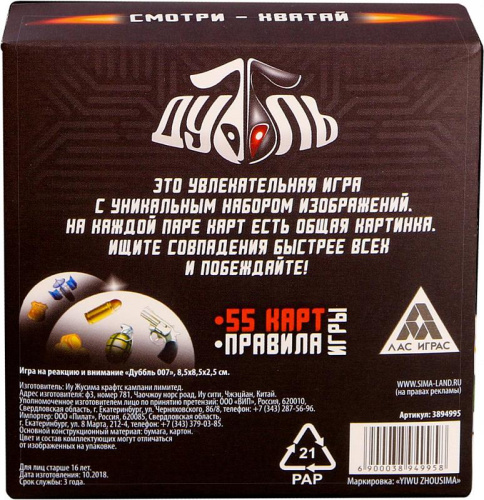 СМОТРИ - ХВАТАЙ
ДУББЛЬ
ЭТО УВЛЕКАТЕЛЬНАЯ ИГРА
С УНИКАЛЬНЫМ НАБОРОМ ИЗОБРАЖЕНИЙ.
НА КАЖДОЙ ПАРЕ КАРТ ЕСТЬ ОБЩАЯ КАРТИНКА.
ИЩИТЕ СОВПАДЕНИЯ БЫСТРЕЕ ВСЕХ
И ПОБЕЖДАЙТЕ!
•55 КАРТ
•ПРАВИЛА
ИГРЫ
ЛАС ИГРАС
Игра на реакцию и внимание «Дуббль 007», 8,5х8,5х2,5 см.
Изготовитель: Иу Жусима крафтс кампани лимитед.
Адрес изготовителя: ф3, номер 781, Чаочжоу норс роад, Иу сити, Чжэцзян, Китай.
Уполномоченное изготовителем лицо по принятию претензий: ООО «ВИП», Россия, 620010,
Свердловская область, г. Екатеринбург, ул. Черняховского, 86/8, телефон: +7 (343) 287-56-96.
Импортер: ООО «Пилат», Россия, 620026, Свердловская область,
г. Екатеринбург, ул. 8 Марта, 212-4, телефон: +7 (343) 379-03-85.
Основной конструкционный материал: бумага, картон.
Цвет и состав комплектующих могут отличаться
от изображенных на упаковке.
Для лиц старше 16 лет.
Дата изготовления: 10.2018.
Срок службы: 3 года.
WWW.SIMA-LAND.RU
(на правах рекламы)
Артикул: 3894995
21
PAP
6 900038 949958
Маркировка: «YIWU ZHOUSIMA»